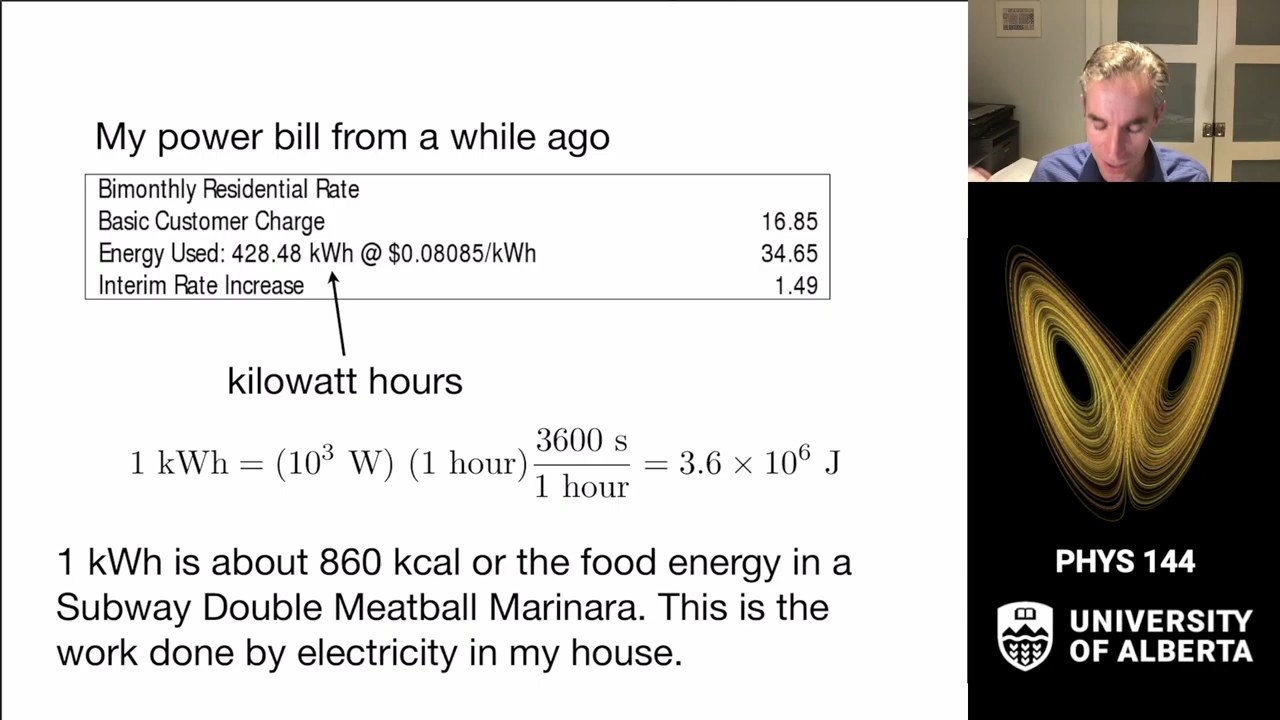 My power bill from a while ago
Bimonthly Residential Rate
Basic Customer Charge 16.85
Energy Used: 428.48 kWh @ $0.08085/kWh 34.65
Interim Rate Increase 1.49
kilowatt hours
1 kWh = (10³ W) (1 hour) 3600 s / 1 hour = 3.6 × 10⁶ J
1 kWh is about 860 kcal or the food energy in a
Subway Double Meatball Marinara. This is the
work done by electricity in my house.
PHYS 144
UNIVERSITY
OF ALBERTA